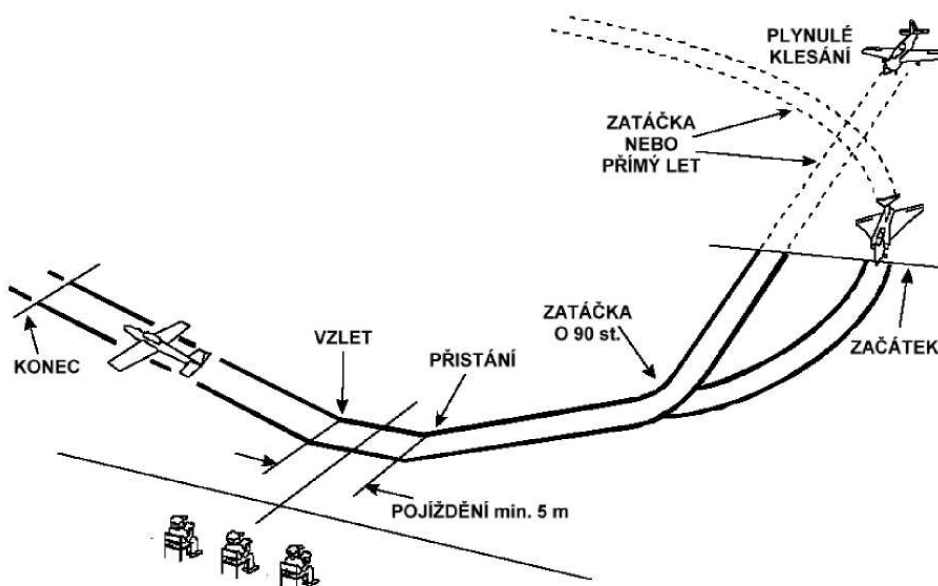 PLYNULÉ
KLESÁNÍ
ZATÁČKA
NEBO
PŘÍMÝ LET
ZATÁČKA
O 90 st.
ZAČÁTEK
VZLET
PŘISTÁNÍ
KONEC
POJÍŽDĚNÍ min. 5 m